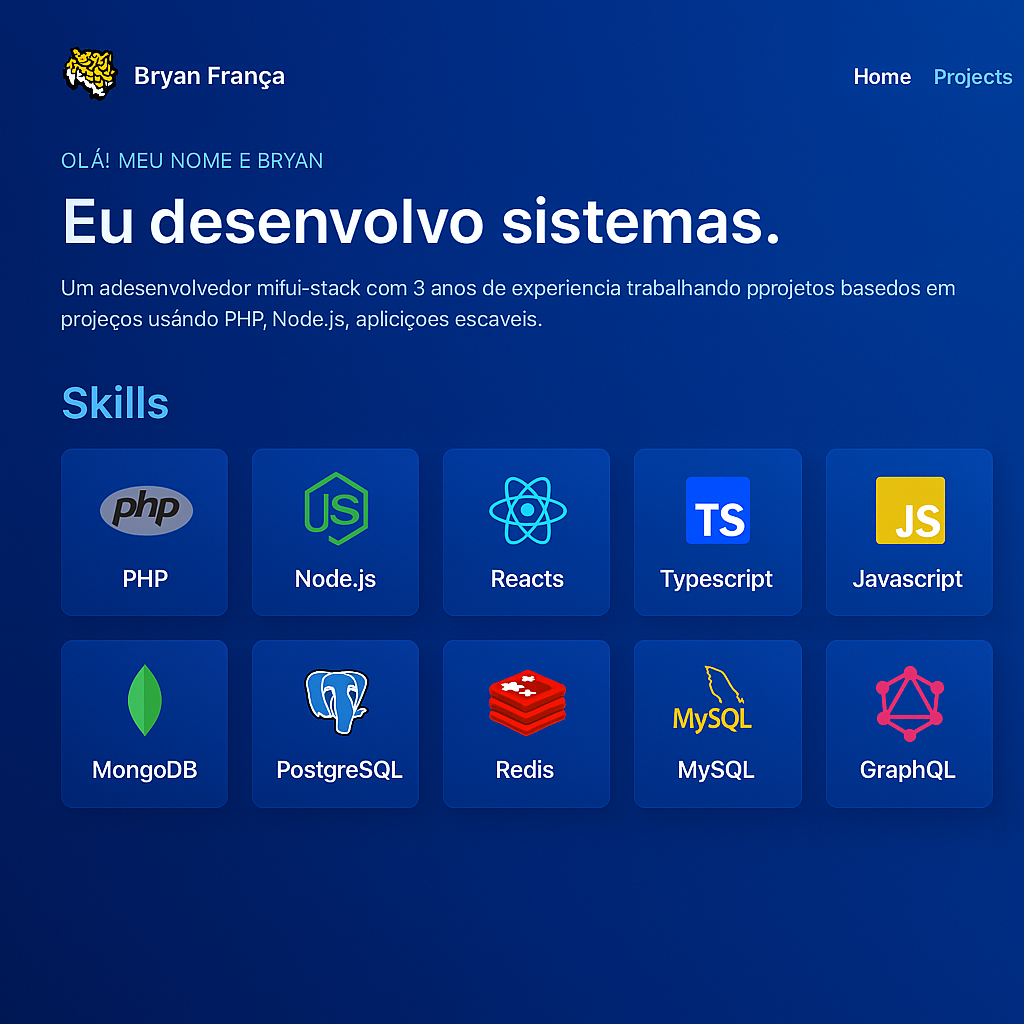 Bryan França
Home Projects
OLÁ! MEU NOME E BRYAN
Eu desenvolvo sistemas.
Um adesenvolvedor mifui-stack com 3 anos de experiencia trabalhando pprojetos basedos em
projeços usándo PHP, Node.js, apliciçoes escaveis.
Skills
php JS TS JS
PHP Node.js Reacts Typescript Javascript
MySQL
MongoDB PostgreSQL Redis MySQL GraphQL